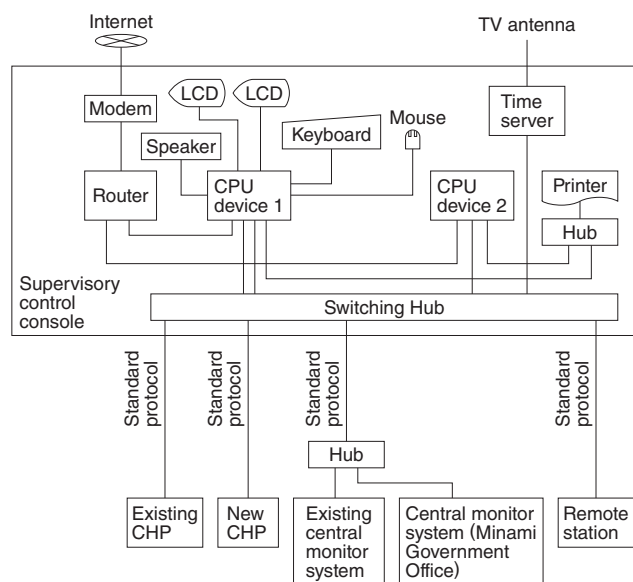 Internet
TV antenna
LCD
LCD
Modem
Mouse
Time
server
Keyboard
Speaker
Router
CPU
device 1
CPU
device 2
Printer
Hub
Supervisory
control
console
Switching Hub
Standard
protocol
Standard
protocol
Standard
protocol
Standard
protocol
Hub
Existing
CHP
New
CHP
Existing
central
monitor
system
Central monitor
system (Minami
Government
Office)
Remote
station